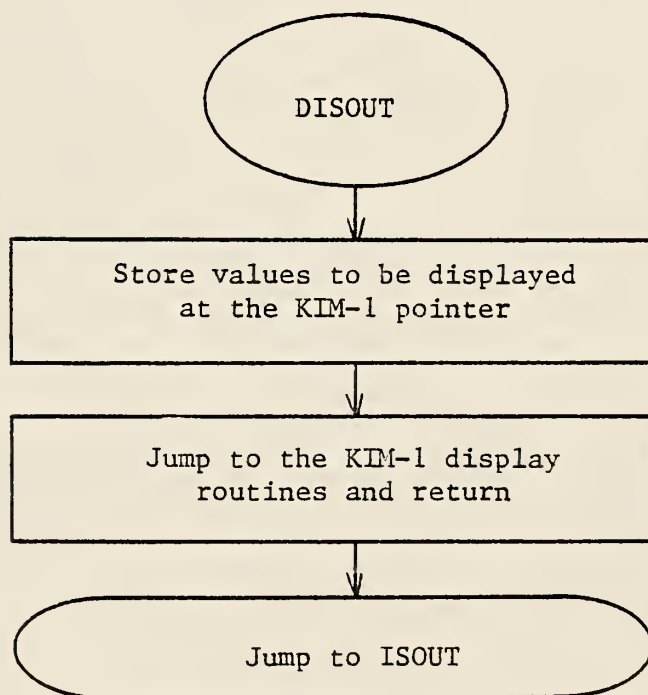 DISOUT
Store values to be displayed
at the KIM-1 pointer
Jump to the KIM-1 display
routines and return
Jump to ISOUT